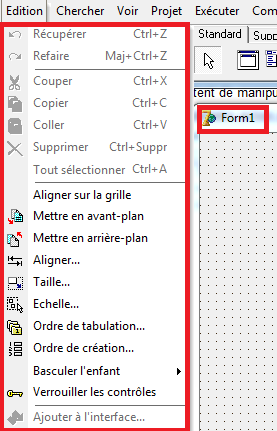 Edition Chercher Voir Projet Exécuter Com
Standard Supp
Récupérer Ctrl+Z
Refaire Maj+Ctrl+Z
Couper Ctrl+X
Copier Ctrl+C
Coller Ctrl+V
Supprimer Ctrl+Suppr
Tout sélectionner Ctrl+A
tent de manipu
Form1
Aligner sur la grille
Mettre en avant-plan
Mettre en arrière-plan
Aligner...
Taille...
Echelle...
Ordre de tabulation...
Ordre de création...
Basculer l'enfant
Verrouiller les contrôles
Ajouter à l'interface...